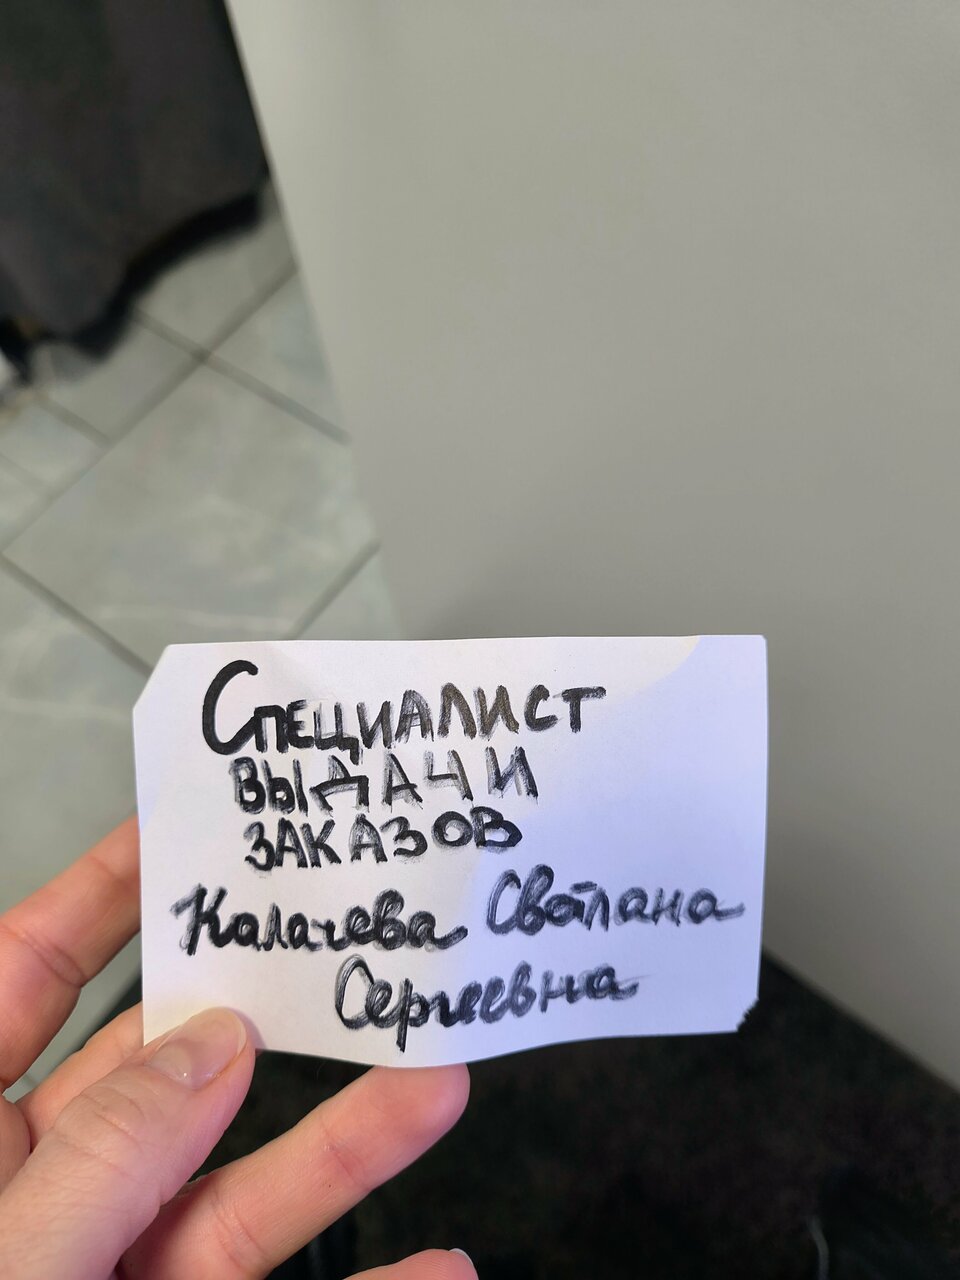 Специалист
выдачи
заказов
Калачева Светлана
Сергеевна